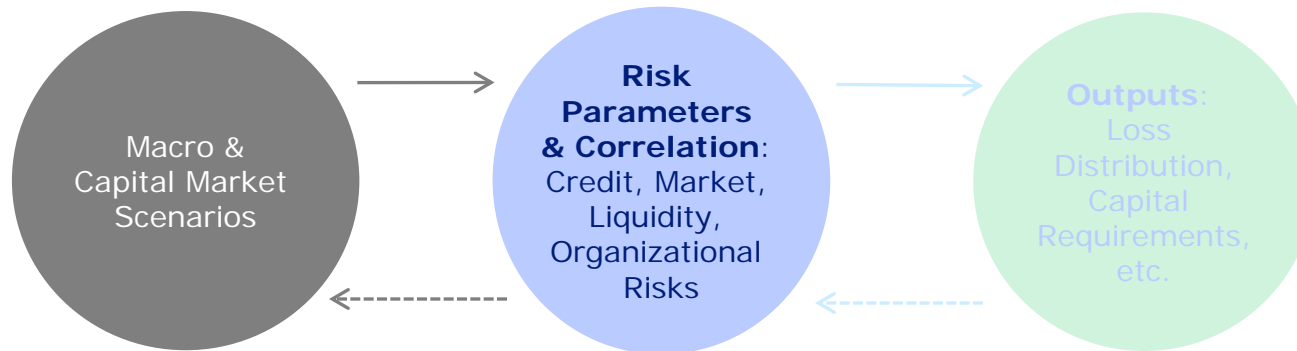 Macro &
Capital Market
Scenarios
Risk
Parameters
& Correlation:
Credit, Market,
Liquidity,
Organizational
Risks
Outputs:
Loss
Distribution,
Capital
Requirements,
etc.